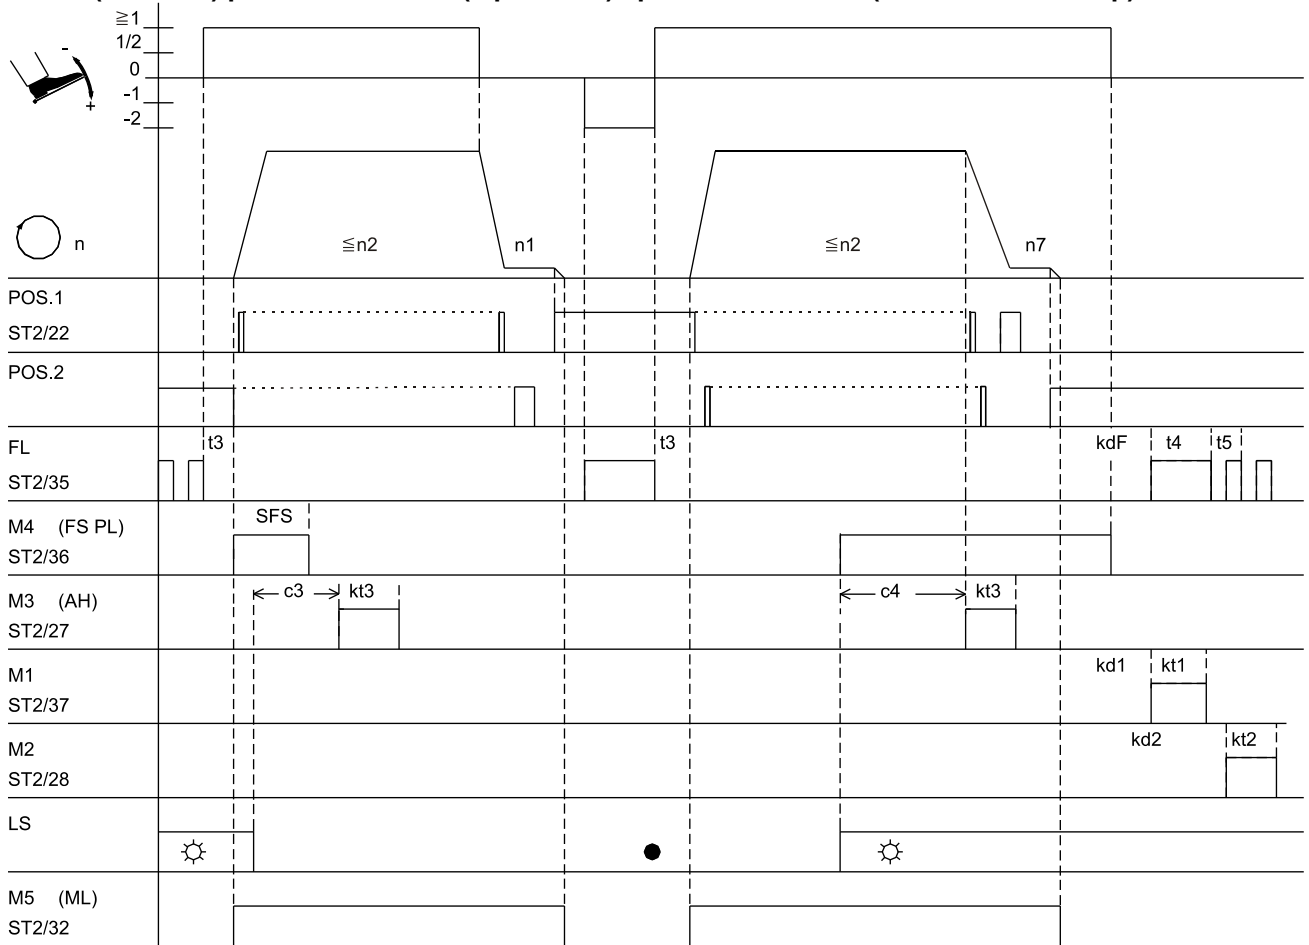 ≧1
1/2
0
-1
-2
-
+
n
≦n2
n1
≦n2
n7
POS.1
ST2/22
POS.2
FL
ST2/35
t3
t3
kdF
t4
t5
M4 (FS PL)
ST2/36
SFS
M3 (AH)
ST2/27
c3
kt3
c4
kt3
M1
ST2/37
kd1
kt1
M2
ST2/28
kd2
kt2
LS
M5 (ML)
ST2/32